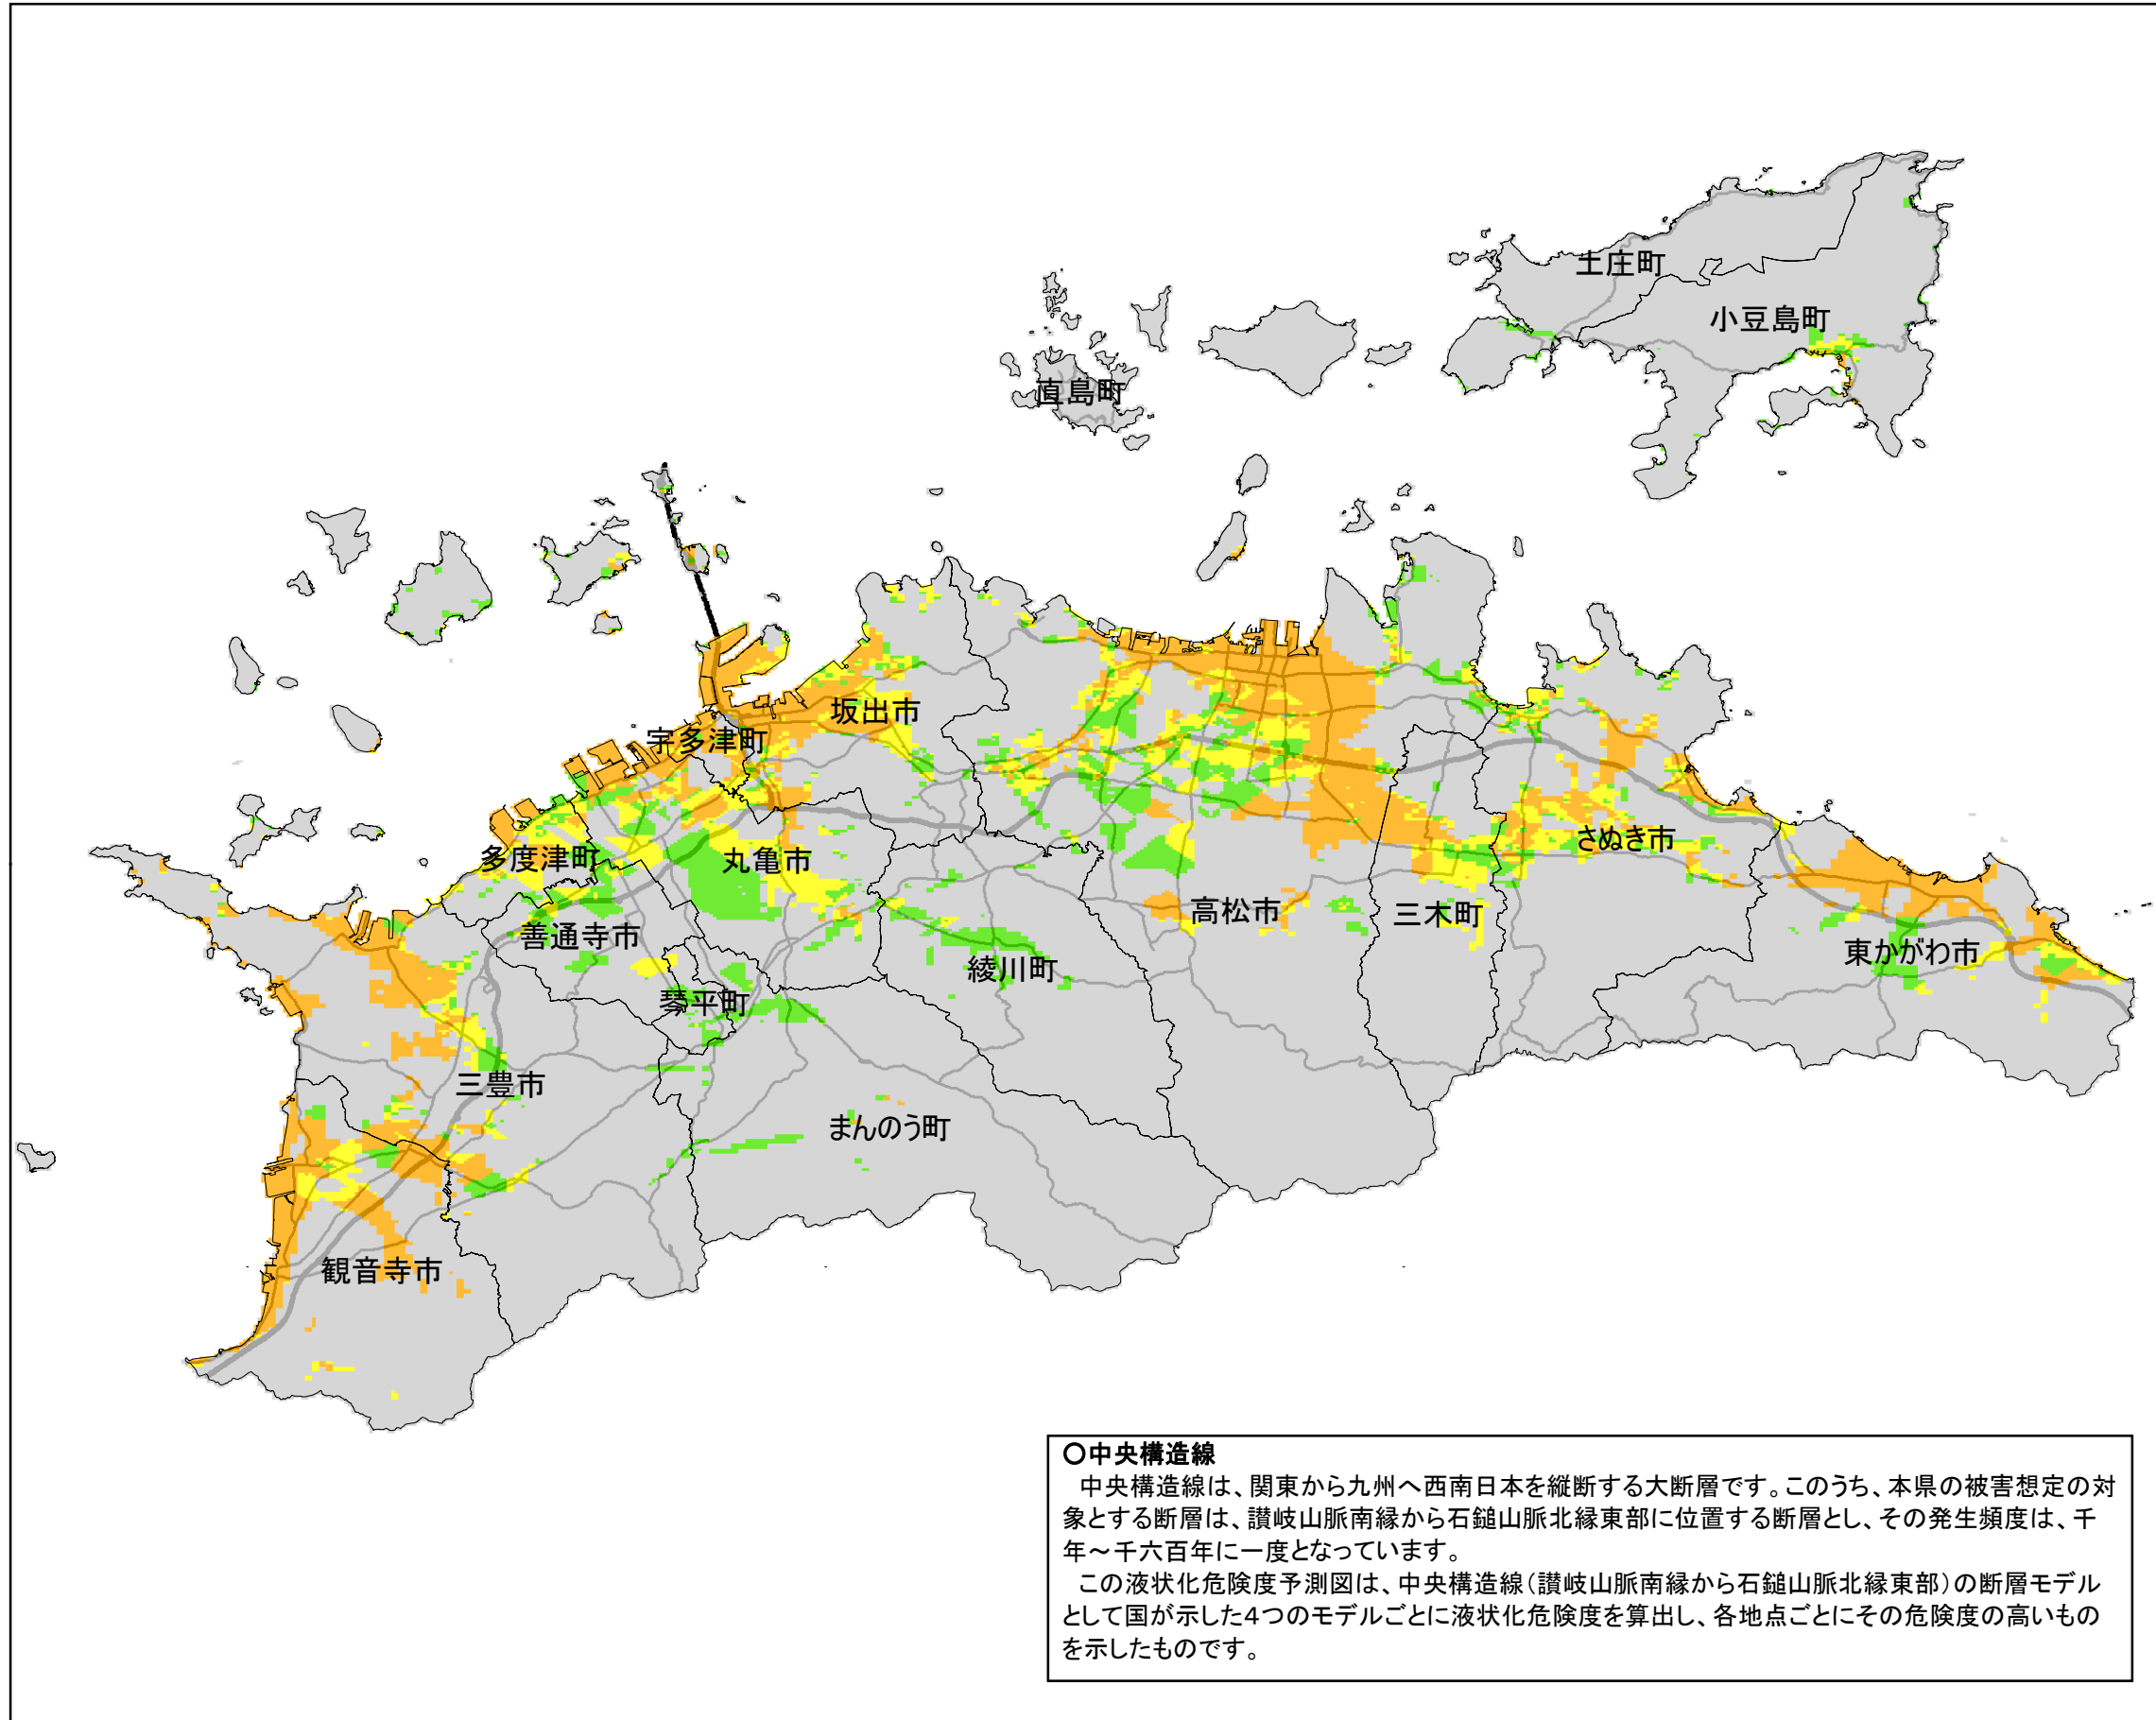 土庄町
小豆島町
直島町
坂出市
宇多津町
さぬき市
多度津町
丸亀市
高松市
三木町
善通寺市
東かがわ市
綾川町
琴平町
三豊市
まんのう町
観音寺市
○中央構造線
中央構造線は、関東から九州へ西南日本を縦断する大断層です。このうち、本県の被害想定の対
象とする断層は、讃岐山脈南縁から石鎚山脈北縁東部に位置する断層とし、その発生頻度は、千
年～千六百年に一度となっています。
この液状化危険度予測図は、中央構造線(讃岐山脈南縁から石鎚山脈北縁東部)の断層モデル
として国が示した4つのモデルごとに液状化危険度を算出し、各地点ごとにその危険度の高いもの
を示したものです。